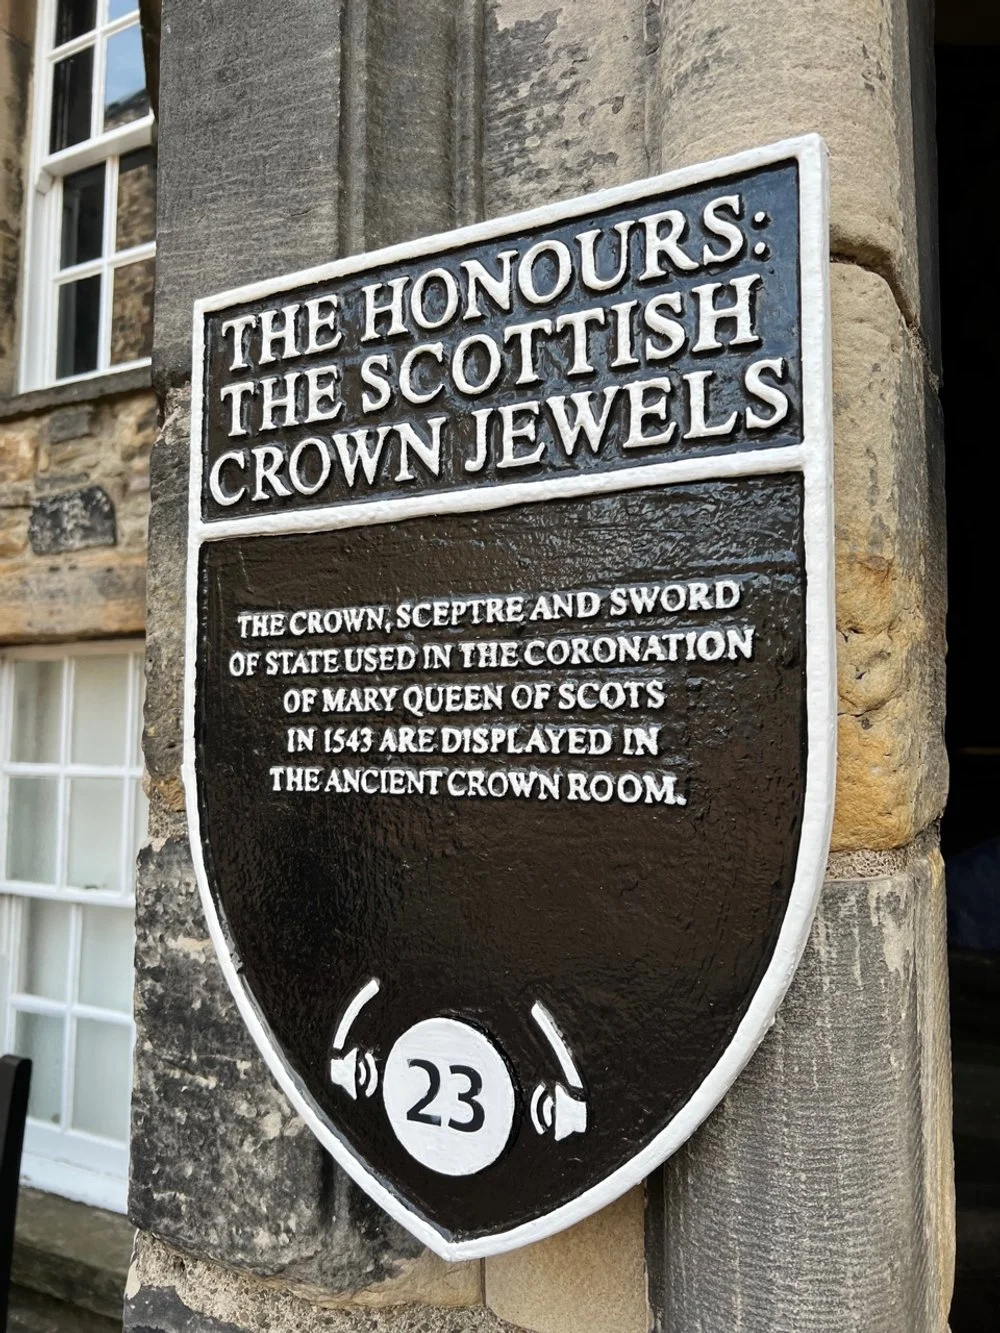 THE HONOURS:
THE SCOTTISH
CROWN JEWELS
THE CROWN, SCEPTRE AND SWORD
OF STATE USED IN THE CORONATION
OF MARY QUEEN OF SCOTS
IN 1543 ARE DISPLAYED IN
THE ANCIENT CROWN ROOM.
23